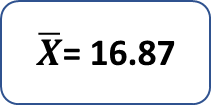 X̅ = 16.87